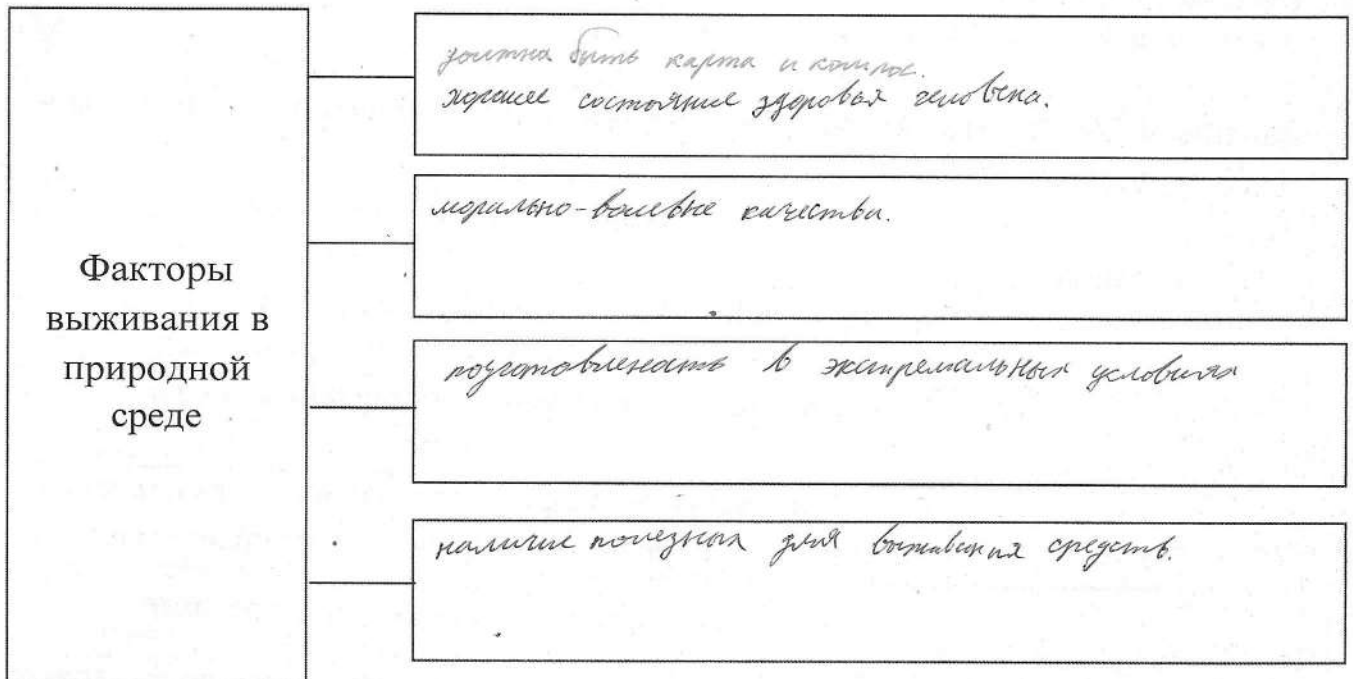 Факторы
выживания в
природной
среде
должна быть карта и компас.
хорошее состояние здоровья человека.
морально-волевые качества.
подготовленость в экстремальных условиях
наличие полезных для выживания средств.